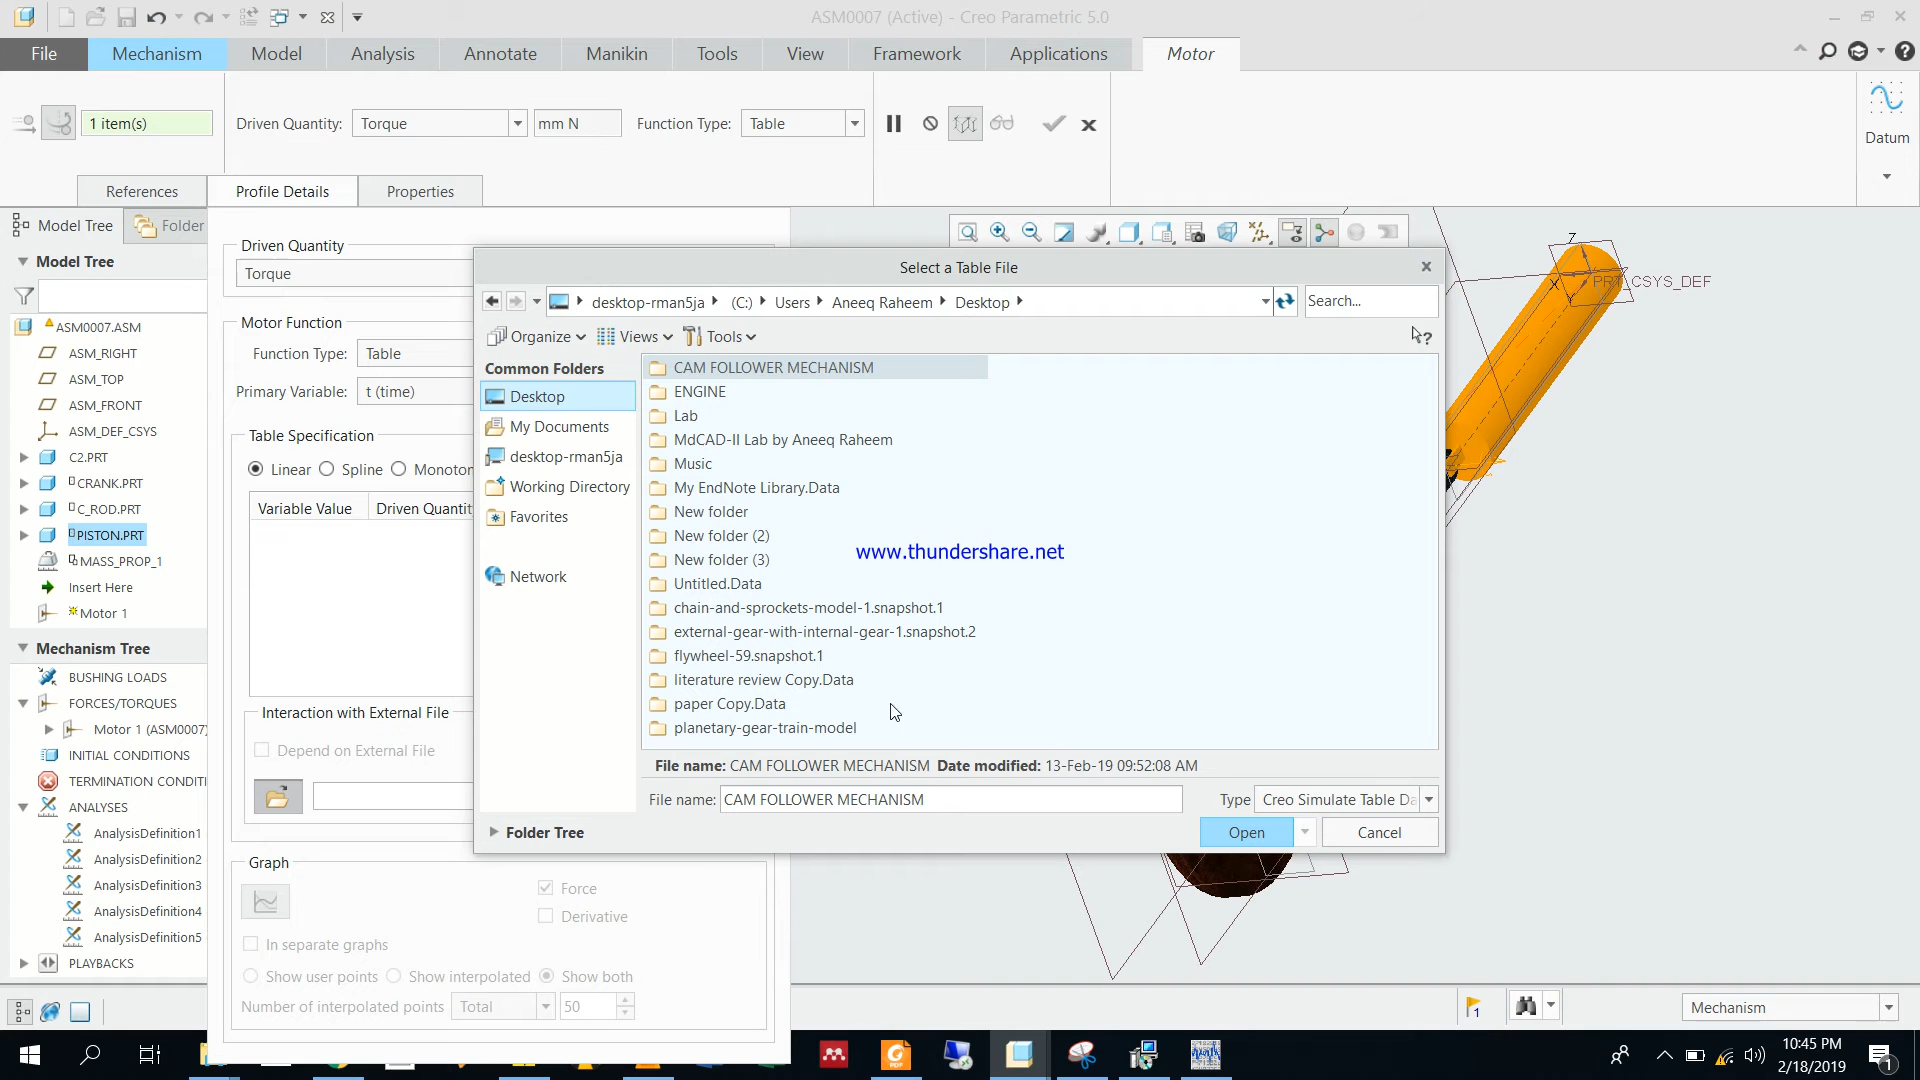 ASM0007 (Active) - Creo Parametric 5.0
File Mechanism Model Analysis Annotate Manikin Tools View Framework Applications Motor
1 item(s) Driven Quantity: Torque mm N Function Type: Table
Datum
References Profile Details Properties
Model Tree Folder
Model Tree
ASM0007.ASM
ASM_RIGHT
ASM_TOP
ASM_FRONT
ASM_DEF_CSYS
C2.PRT
CRANK.PRT
C_ROD.PRT
PISTON.PRT
MASS_PROP_1
Insert Here
Motor 1
Mechanism Tree
BUSHING LOADS
FORCES/TORQUES
Motor 1 (ASM0007)
INITIAL CONDITIONS
TERMINATION CONDITI
ANALYSES
AnalysisDefinition1
AnalysisDefinition2
AnalysisDefinition3
AnalysisDefinition4
AnalysisDefinition5
PLAYBACKS
Driven Quantity
Torque
Motor Function
Function Type: Table
Primary Variable: t (time)
Table Specification
Linear Spline Monoton
Variable Value Driven Quantit
Interaction with External File
Depend on External File
Graph
Force
Derivative
In separate graphs
Show user points Show interpolated Show both
Number of interpolated points Total 50
Select a Table File
desktop-rman5ja (C:) Users Aneeq Raheem Desktop Search...
Organize Views Tools
Common Folders
Desktop
My Documents
desktop-rman5ja
Working Directory
Favorites
Network
CAM FOLLOWER MECHANISM
ENGINE
Lab
MdCAD-II Lab by Aneeq Raheem
Music
My EndNote Library.Data
New folder
New folder (2)
New folder (3)
Untitled.Data
chain-and-sprockets-model-1.snapshot.1
external-gear-with-internal-gear-1.snapshot.2
flywheel-59.snapshot.1
literature review Copy.Data
paper Copy.Data
planetary-gear-train-model
www.thundershare.net
File name: CAM FOLLOWER MECHANISM Date modified: 13-Feb-19 09:52:08 AM
File name: CAM FOLLOWER MECHANISM Type Creo Simulate Table Da
Folder Tree Open Cancel
Z
X
Y
PRT_CSYS_DEF
1
Mechanism
PDF
10:45 PM
2/18/2019
1